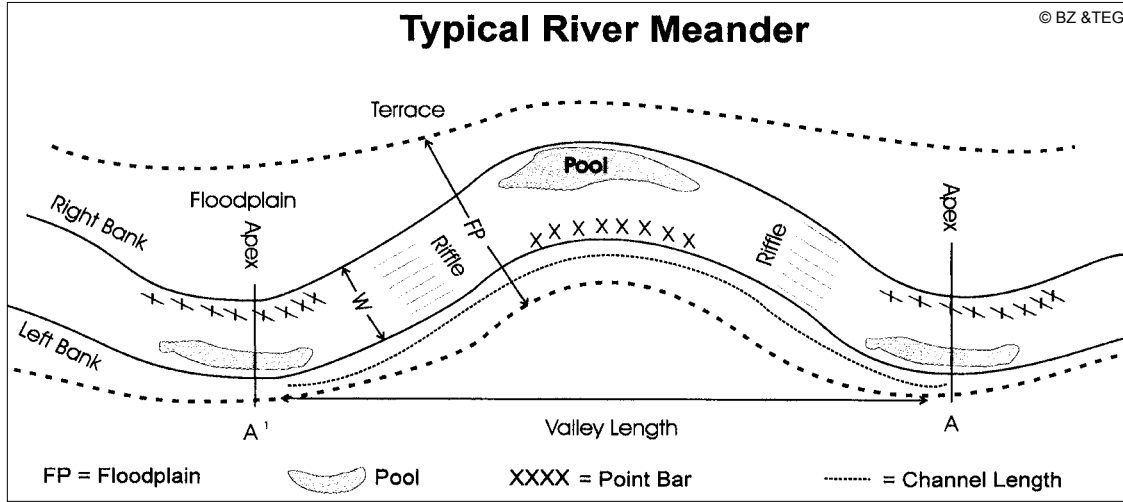 Typical River Meander
© BZ &TEG
Terrace
Pool
Floodplain
Right Bank
Apex
FP
Riffle
Riffle
Apex
W
Left Bank
A 1
Valley Length
A
FP = Floodplain
Pool
XXXX = Point Bar
= Channel Length